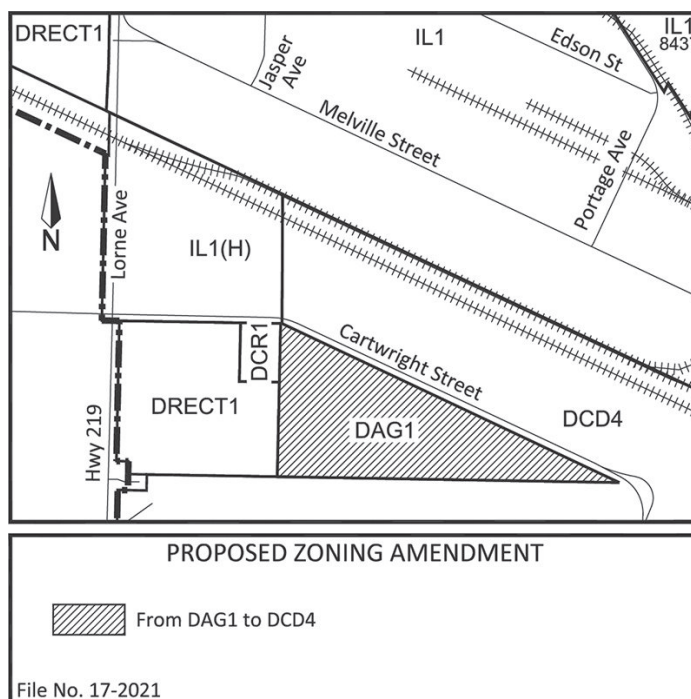 DRECT1
IL1
Edson St
IL1
Jasper Ave
Melville Street
Portage Ave
N
Lorne Ave
IL1(H)
DCR1
Cartwright Street
DRECT1
DAG1
DCD4
Hwy 219
PROPOSED ZONING AMENDMENT
From DAG1 to DCD4
File No. 17-2021